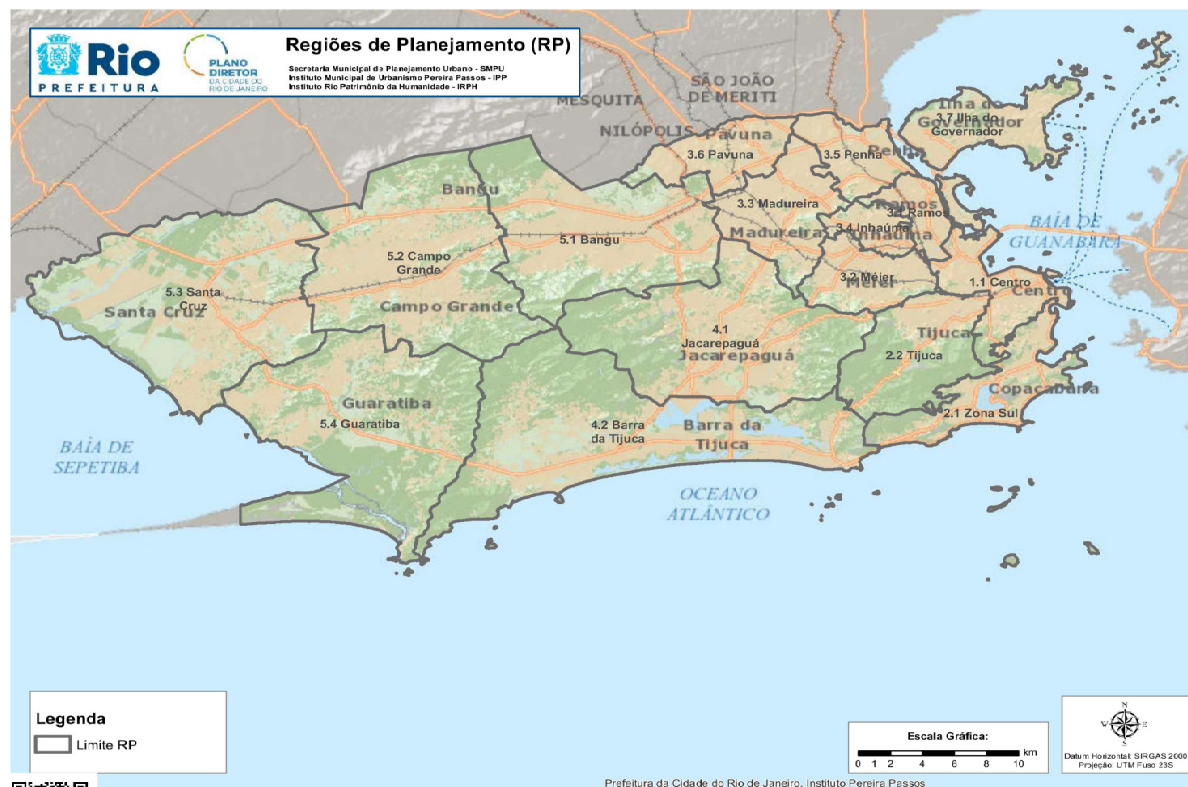 Rio
PREFEITURA
PLANO
DIRETOR
DA CIDADE DO
RIO DE JANEIRO
Regiões de Planejamento (RP)
Secretaria Municipal de Planejamento Urbano - SMPU
Instituto Municipal de Urbanismo Pereira Passos - IPP
Instituto Rio Patrimônio da Humanidade - IRPH
SÃO JOÃO
DE MERITI
MESQUITA
NILÓPOLIS
Pavuna
3.6 Pavuna
3.5 Penha
Penha
Ilha do
Governador
3.7 Ilha do
Governador
Bangu
3.3 Madureira
Madureira
Ramos
3.1 Ramos
3.4 Inhaúma
Inhaúma
BAÍA DE
GUANABARA
5.1 Bangu
5.2 Campo
Grande
Campo Grande
3.2 Méier
Méier
1.1 Centro
Centro
5.3 Santa
Cruz
Santa Cruz
4.1
Jacarepaguá
Jacarepaguá
Tijuca
2.2 Tijuca
Copacabana
2.1 Zona Sul
Guaratiba
5.4 Guaratiba
4.2 Barra
da Tijuca
Barra da
Tijuca
BAÍA DE
SEPETIBA
OCEANO
ATLÂNTICO
Legenda
Limite RP
Escala Gráfica:
km
0 1 2 4 6 8 10
N
W E
S
Datum Horizontal: SIRGAS 2000
Projeção: UTM Fuso 23S
Prefeitura da Cidade do Rio de Janeiro, Instituto Pereira Passos